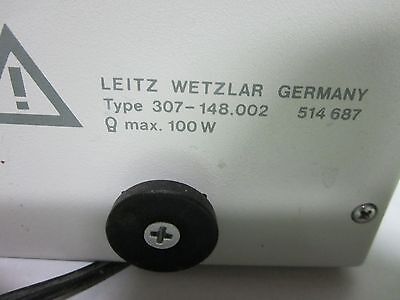 LEITZ WETZLAR GERMANY
Type 307-148.002 514 687
max. 100 W